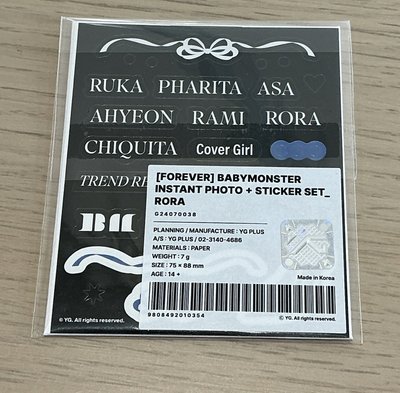 RUKA PHARITA ASA
AHYEON RAMI RORA
CHIQUITA Cover Girl
TREND RE
[FOREVER] BABYMONSTER
INSTANT PHOTO + STICKER SET_
RORA
G24070038
PLANNING / MANUFACTURE : YG PLUS
A/S : YG PLUS / 02-3140-4686
MATERIALS : PAPER
WEIGHT : 7 g
SIZE : 75 × 88 mm
AGE : 14 +
Made in Korea
9808492010354
© YG. All rights reserved.
© YG. All rights reserved.